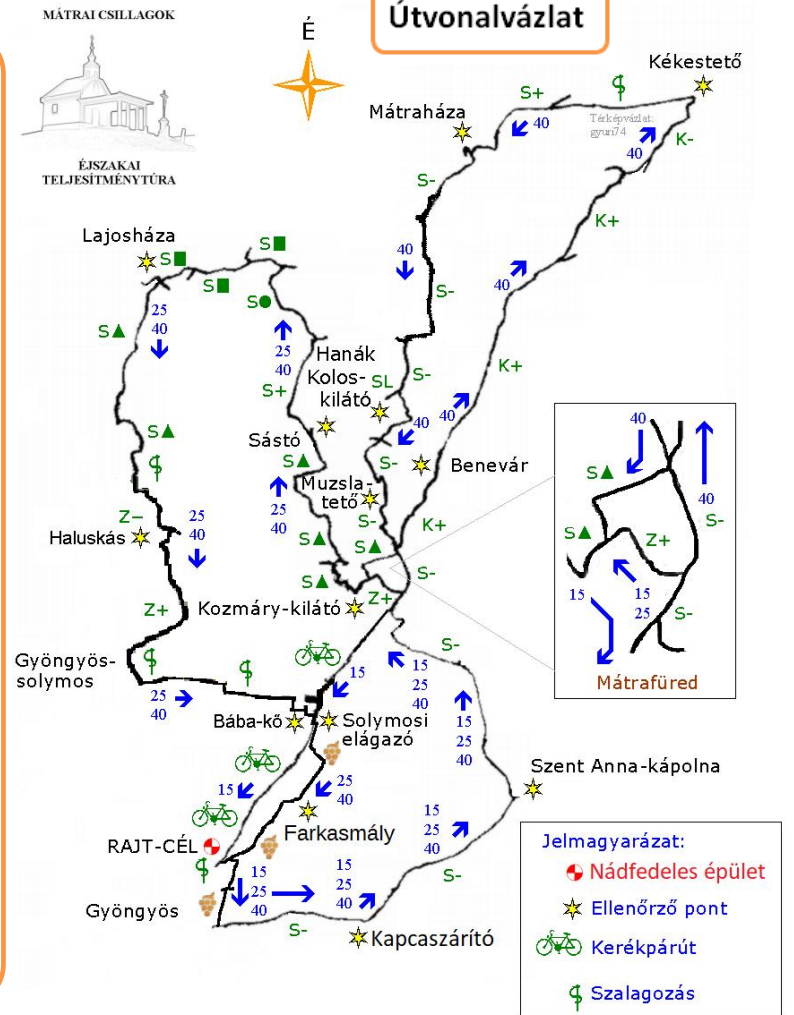 MÁTRAI CSILLAGOK
ÉJSZAKAI
TELJESÍTMÉNYTÚRA
É
Útvonalvázlat
Kékestető
S+
Mátraháza
Térképvázlat:
gyuri74
40
40
K-
S-
K+
Lajosháza
S
S
S
S
40
40
S-
S
25
40
25
40
Hanák
Kolos-
kilátó
SL
S-
K+
S+
40
40
S
Sástó
S
S-
Benevár
Muzsla-
tető
25
40
Z-
Haluskás
25
40
S
S-
S
K+
S
S-
Z+
Kozmáry-kilátó
Z+
40
S
40
S-
S
Z+
15
15
25
S-
Mátrafüred
Gyöngyös-
solymos
S-
15
25
40
15
25
40
Bába-kő
Solymosi
elágazó
15
25
40
Szent Anna-kápolna
15
25
40
15
25
40
Farkasmály
RAJT-CÉL
S-
15
25
40
15
25
40
Gyöngyös
S-
Kapcaszárító
Jelmagyarázat:
Nádfedeles épület
Ellenőrző pont
Kerékpárút
Szalagozás